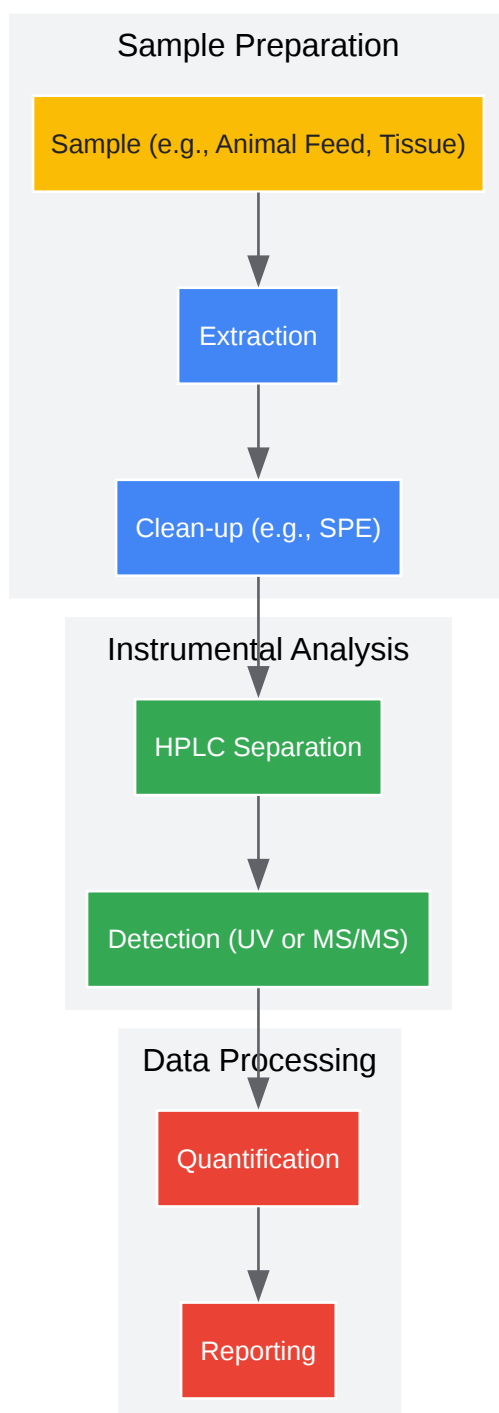 Sample Preparation
Sample (e.g., Animal Feed, Tissue)
Extraction
Clean-up (e.g., SPE)
Instrumental Analysis
HPLC Separation
Detection (UV or MS/MS)
Data Processing
Quantification
Reporting